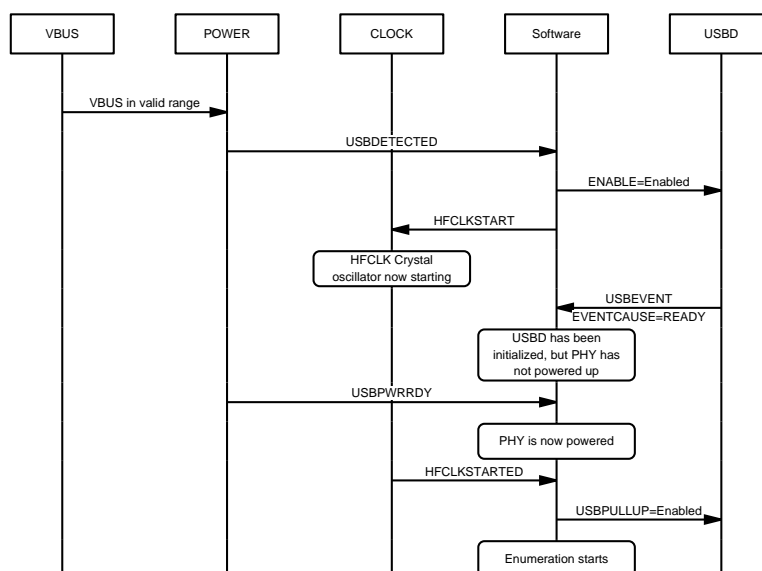 VBUS
POWER
CLOCK
Software
USBD
VBUS in valid range
USBDETECTED
ENABLE=Enabled
HFCLKSTART
HFCLK Crystal
oscillator now starting
USBEVENT
EVENTCAUSE=READY
USBD has been
initialized, but PHY has
not powered up
USBPWRRDY
PHY is now powered
HFCLKSTARTED
USBPULLUP=Enabled
Enumeration starts